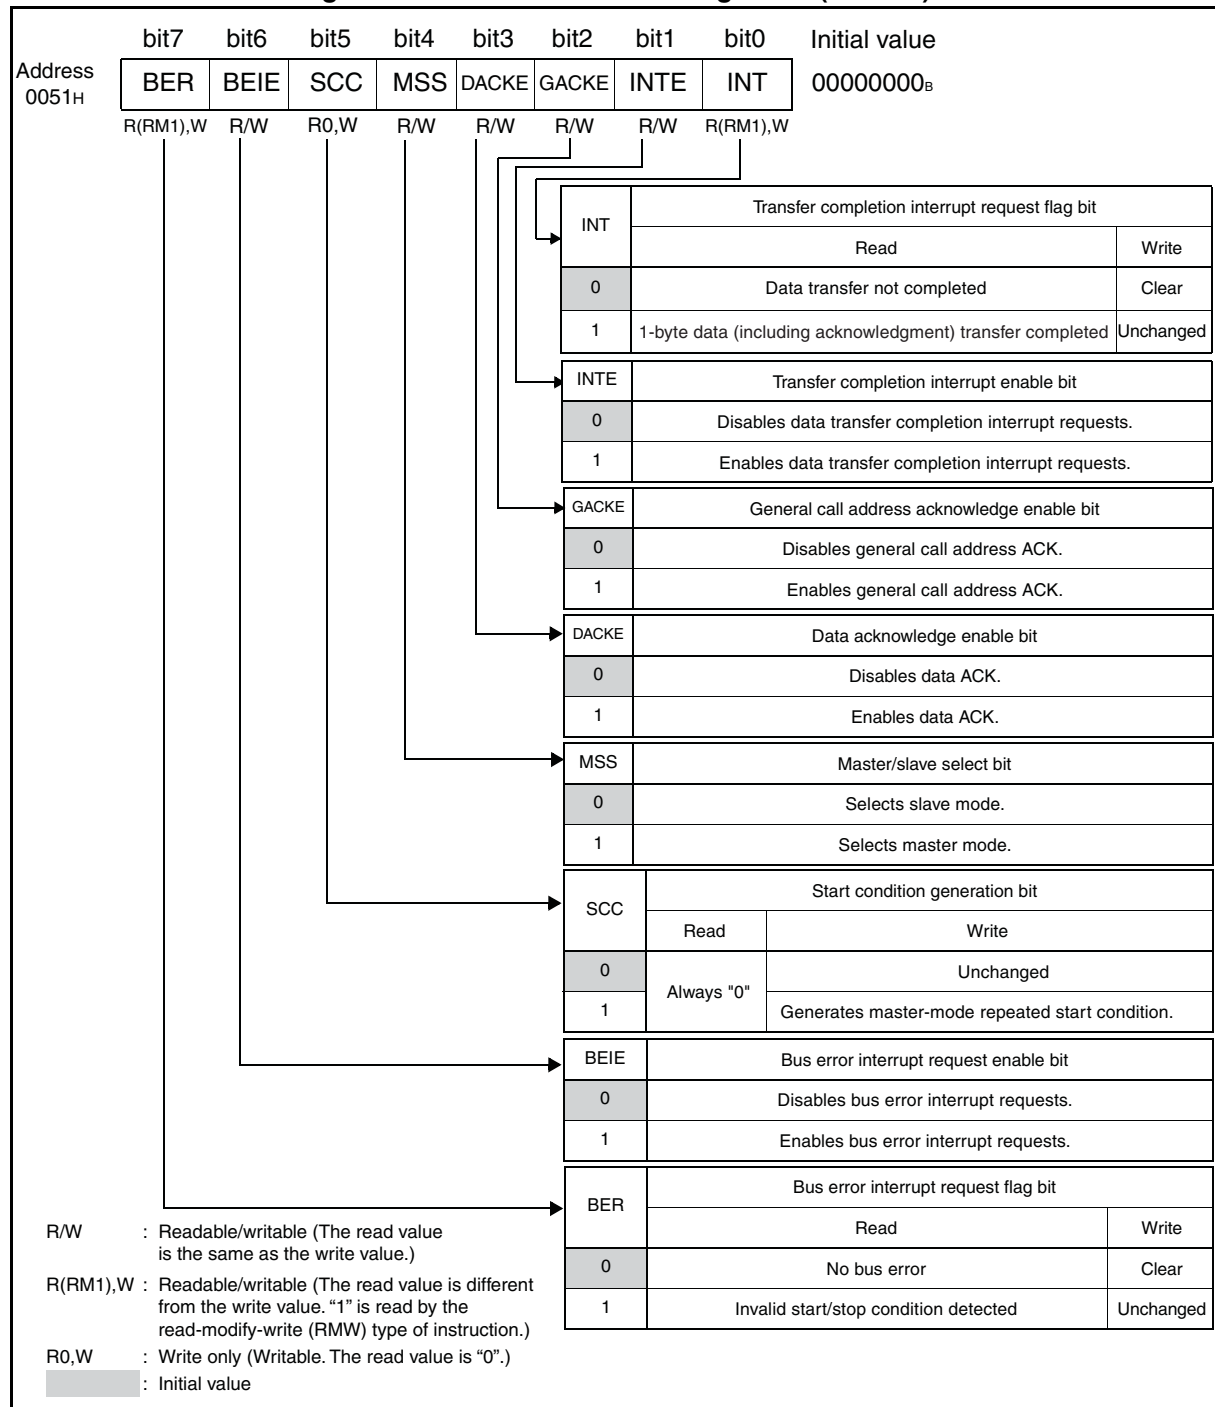 bit7 bit6 bit5 bit4 bit3 bit2 bit1 bit0 Initial value
Address
0051H BER BEIE SCC MSS DACKE GACKE INTE INT 00000000B
R(RM1),W R/W R0,W R/W R/W R/W R/W R(RM1),W
INT Transfer completion interrupt request flag bit
Read Write
0 Data transfer not completed Clear
1 1-byte data (including acknowledgment) transfer completed Unchanged
INTE Transfer completion interrupt enable bit
0 Disables data transfer completion interrupt requests.
1 Enables data transfer completion interrupt requests.
GACKE General call address acknowledge enable bit
0 Disables general call address ACK.
1 Enables general call address ACK.
DACKE Data acknowledge enable bit
0 Disables data ACK.
1 Enables data ACK.
MSS Master/slave select bit
0 Selects slave mode.
1 Selects master mode.
SCC Start condition generation bit
Read Write
0 Always "0" Unchanged
1 Generates master-mode repeated start condition.
BEIE Bus error interrupt request enable bit
0 Disables bus error interrupt requests.
1 Enables bus error interrupt requests.
BER Bus error interrupt request flag bit
Read Write
0 No bus error Clear
1 Invalid start/stop condition detected Unchanged
R/W : Readable/writable (The read value
is the same as the write value.)
R(RM1),W : Readable/writable (The read value is different
from the write value. “1” is read by the
read-modify-write (RMW) type of instruction.)
R0,W : Write only (Writable. The read value is “0”.)
: Initial value